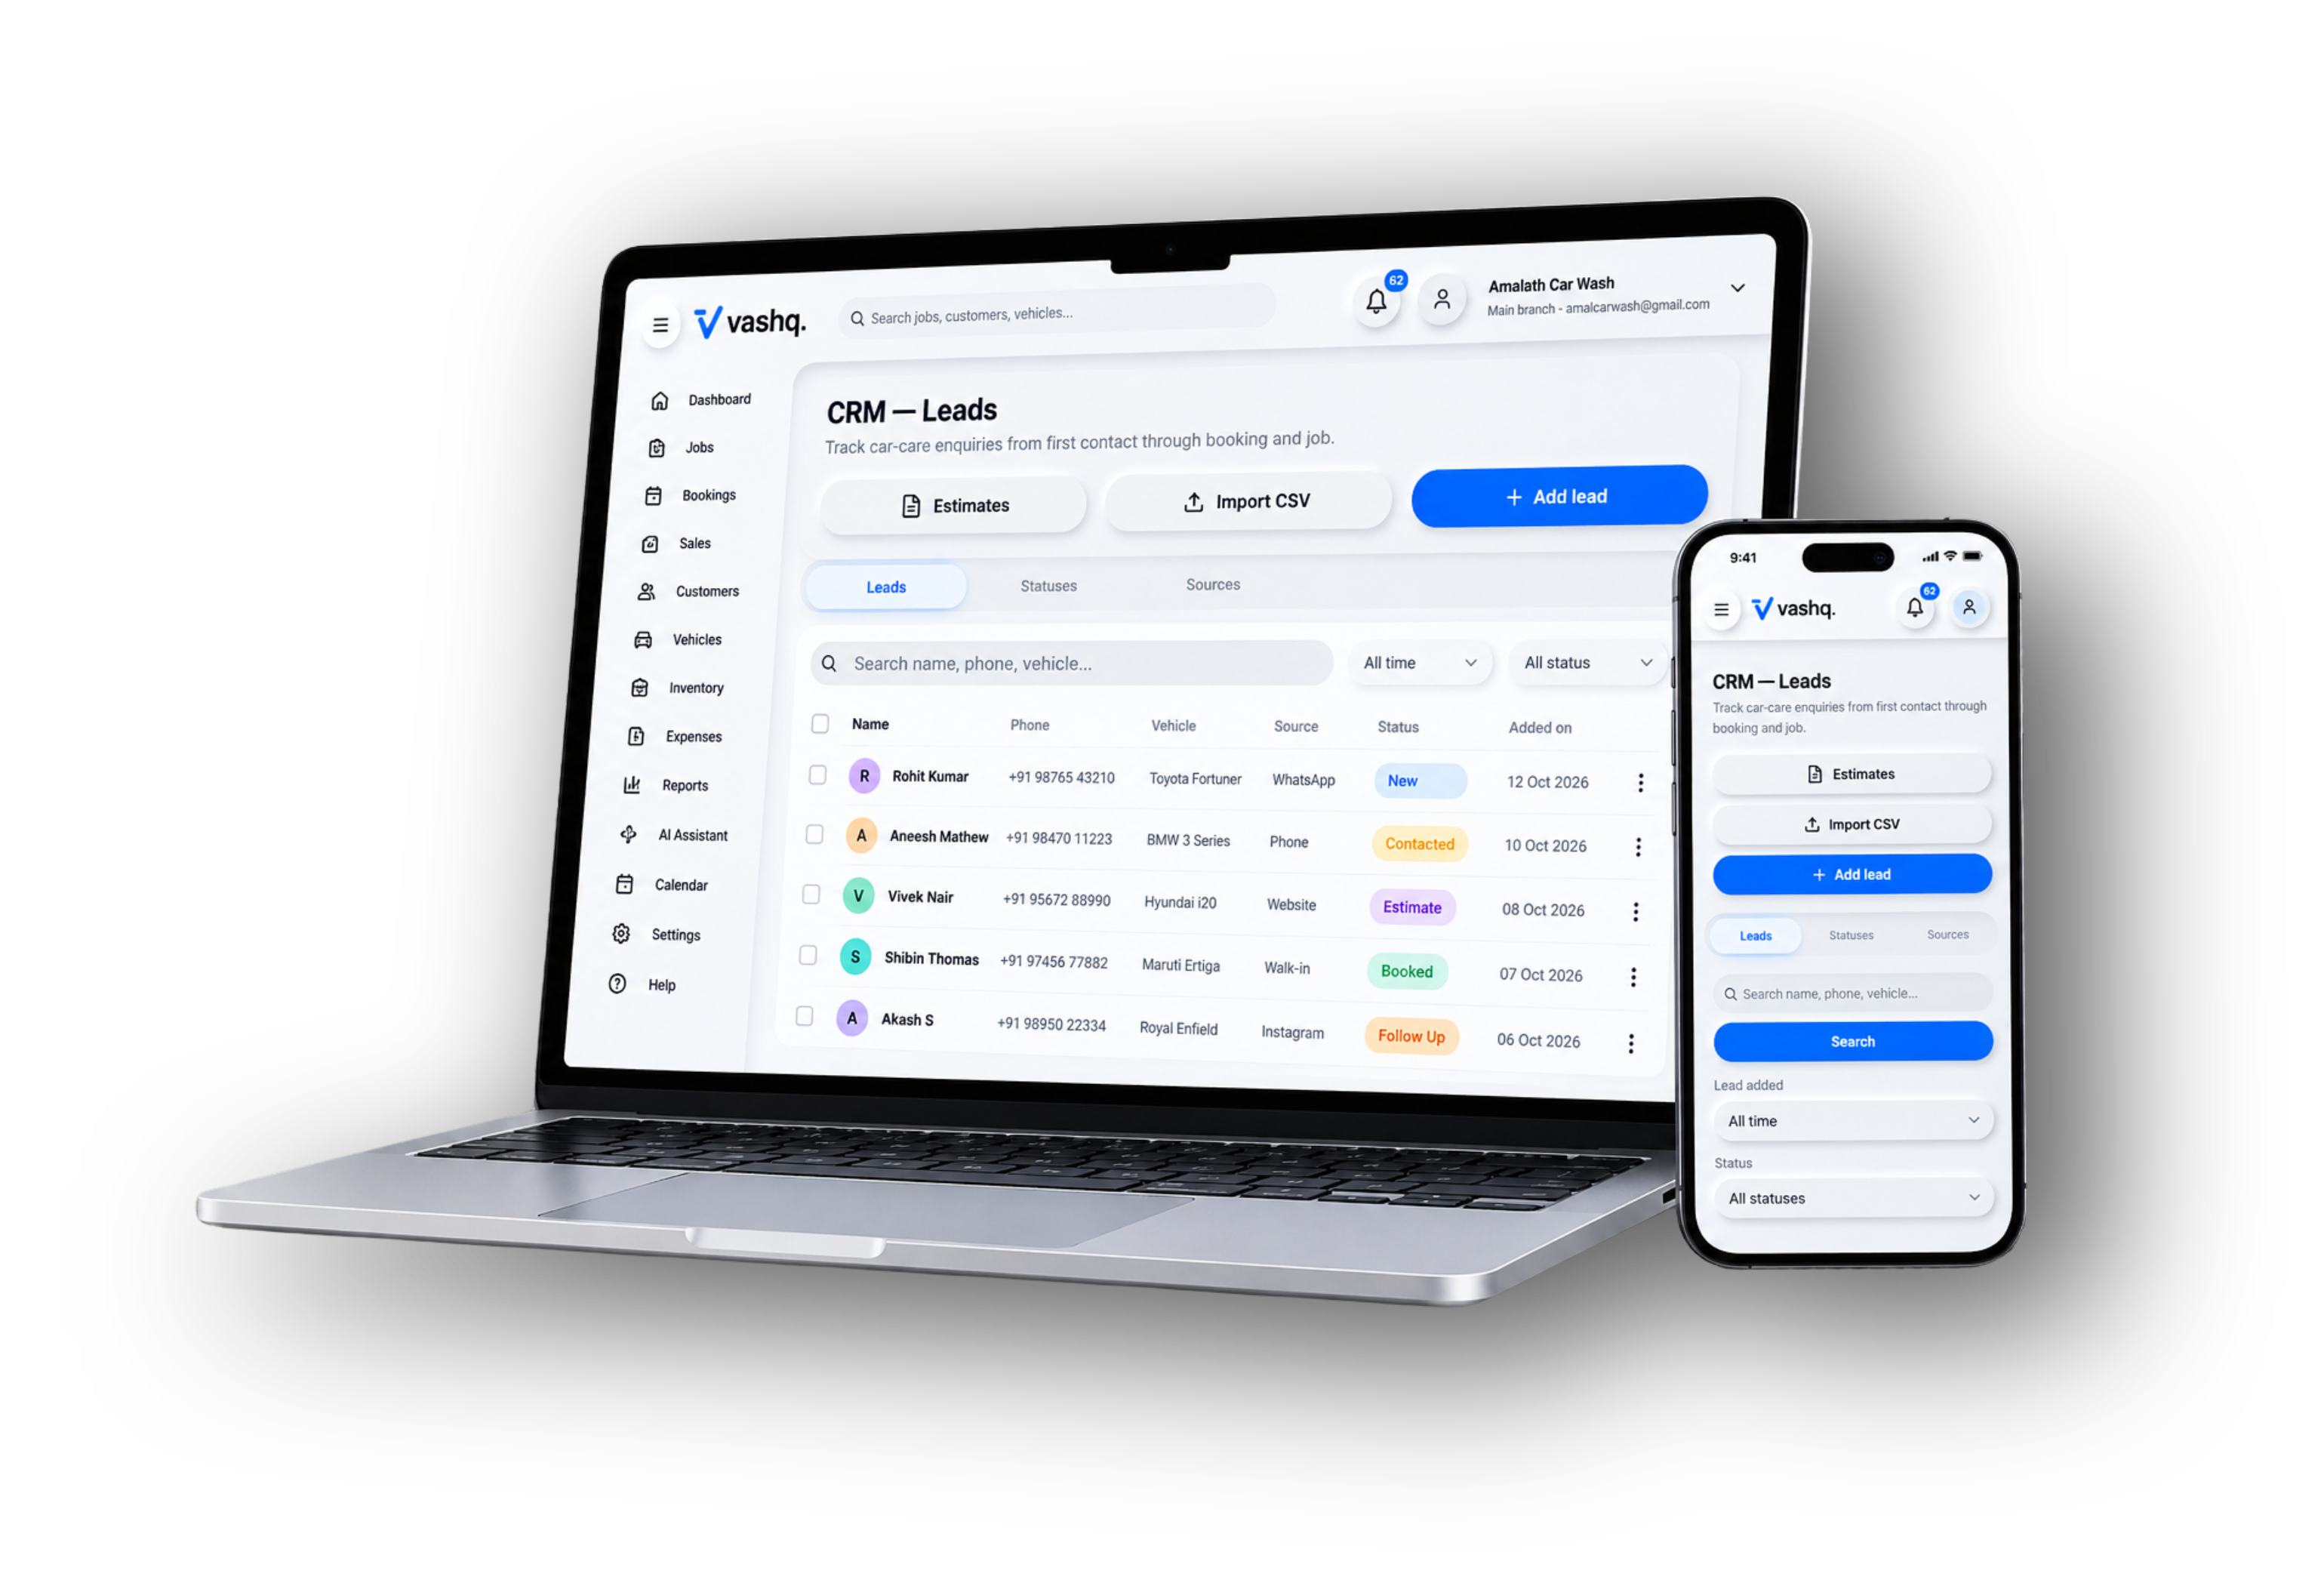 vashq.
Search jobs, customers, vehicles...
62
Amalath Car Wash
Main branch - amalcarwash@gmail.com
Dashboard
Jobs
Bookings
Sales
Customers
Vehicles
Inventory
Expenses
Reports
AI Assistant
Calendar
Settings
Help
CRM — Leads
Track car-care enquiries from first contact through booking and job.
Estimates
Import CSV
+ Add lead
Leads Statuses Sources
Search name, phone, vehicle...
All time
All status
Name Phone Vehicle Source Status Added on
R Rohit Kumar +91 98765 43210 Toyota Fortuner WhatsApp New 12 Oct 2026
A Aneesh Mathew +91 98470 11223 BMW 3 Series Phone Contacted 10 Oct 2026
V Vivek Nair +91 95672 88990 Hyundai i20 Website Estimate 08 Oct 2026
S Shibin Thomas +91 97456 77882 Maruti Ertiga Walk-in Booked 07 Oct 2026
A Akash S +91 98950 22334 Royal Enfield Instagram Follow Up 06 Oct 2026
9:41
vashq.
62
CRM — Leads
Track car-care enquiries from first contact through
booking and job.
Estimates
Import CSV
+ Add lead
Leads Statuses Sources
Search name, phone, vehicle...
Search
Lead added
All time
Status
All statuses